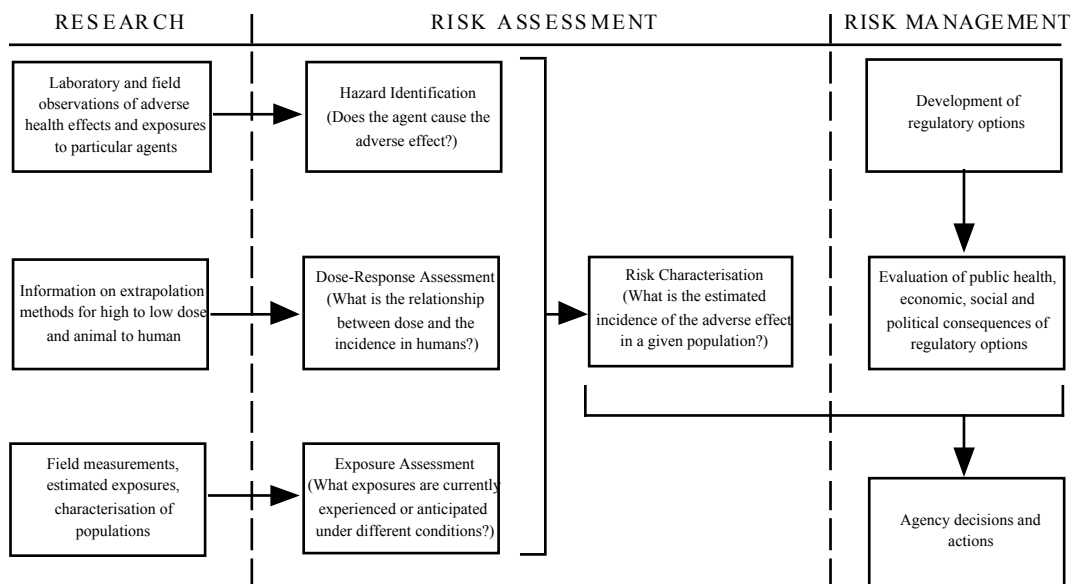 RESEARCH
RISK ASSESSMENT
RISK MANAGEMENT
Laboratory and field
observations of adverse
health effects and exposures
to particular agents
Hazard Identification
(Does the agent cause the
adverse effect?)
Development of
regulatory options
Information on extrapolation
methods for high to low dose
and animal to human
Dose-Response Assessment
(What is the relationship
between dose and the
incidence in humans?)
Risk Characterisation
(What is the estimated
incidence of the adverse effect
in a given population?)
Evaluation of public health,
economic, social and
political consequences of
regulatory options
Field measurements,
estimated exposures,
characterisation of
populations
Exposure Assessment
(What exposures are currently
experienced or anticipated
under different conditions?)
Agency decisions and
actions